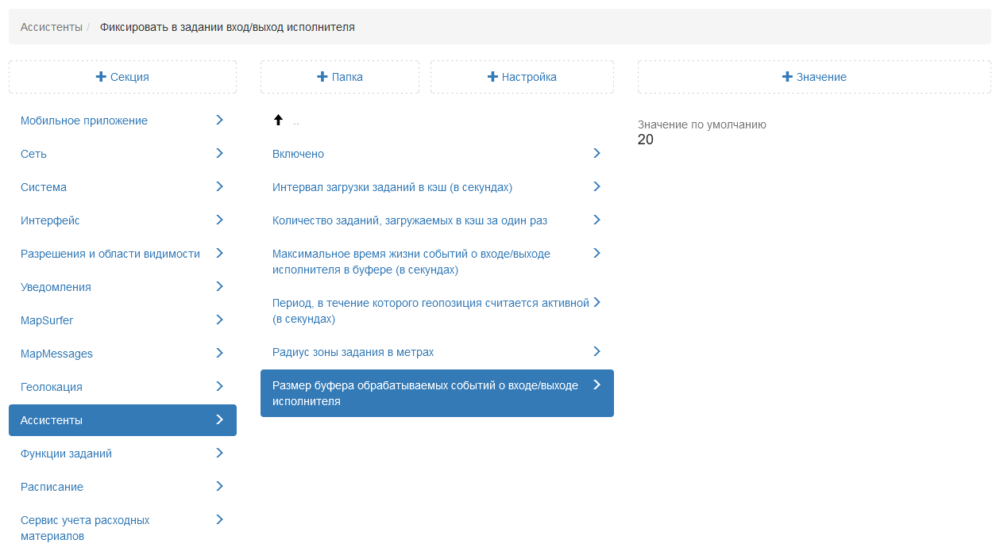 Ассистенты / Фиксировать в задании вход/выход исполнителя
Секция
Мобильное приложение
Сеть
Система
Интерфейс
Разрешения и области видимости
Уведомления
MapSurfer
MapMessages
Геолокация
Ассистенты
Функции заданий
Расписание
Сервис учета расходных
материалов
Папка
Настройка
..
Включено
Интервал загрузки заданий в кэш (в секундах)
Количество заданий, загружаемых в кэш за один раз
Максимальное время жизни событий о входе/выходе
исполнителя в буфере (в секундах)
Период, в течение которого геопозиция считается активной
(в секундах)
Радиус зоны задания в метрах
Размер буфера обрабатываемых событий о входе/выходе
исполнителя
Значение
Значение по умолчанию
20